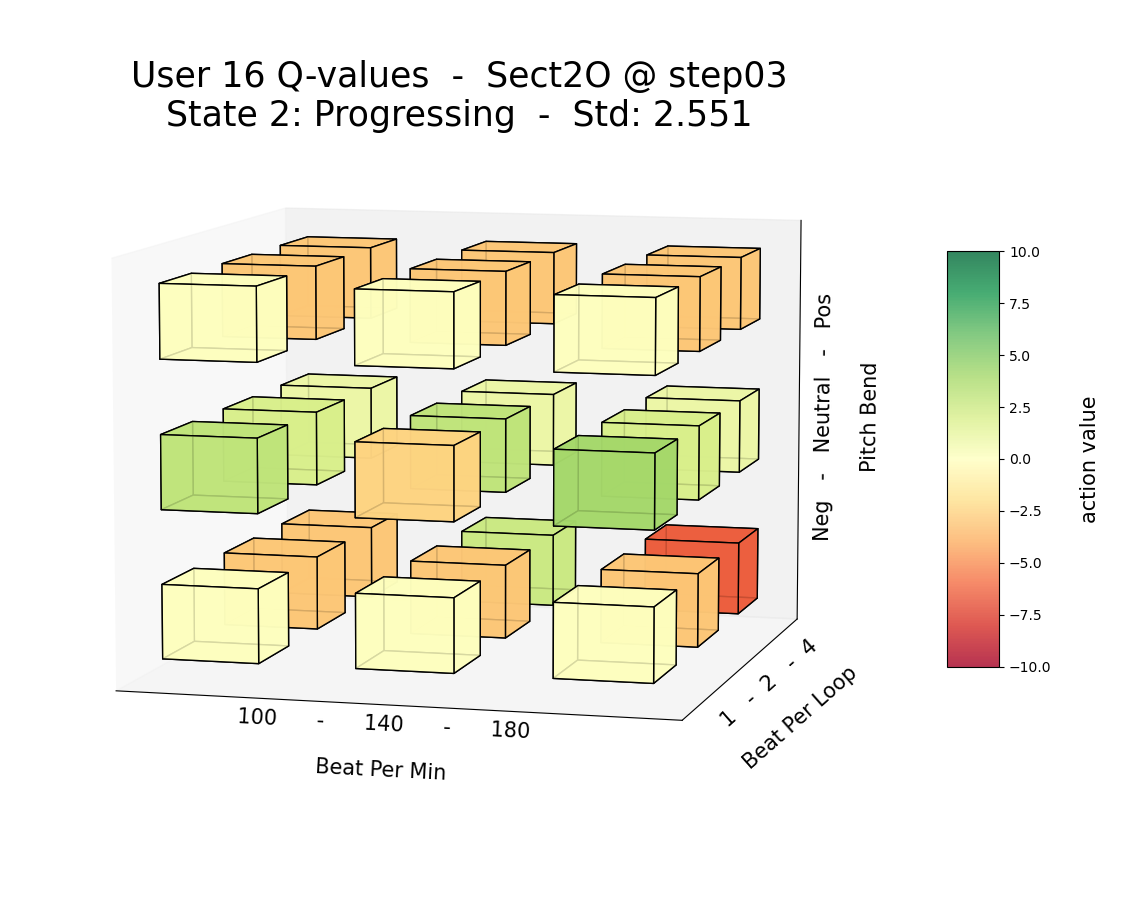 User 16 Q-values  -  Sect2O @ step03
State 2: Progressing  -  Std: 2.551
Neg  -  Neutral  -  Pos
Pitch Bend
1  -  2  -  4
Beat Per Loop
100  -  140  -  180
Beat Per Min
10.0
7.5
5.0
2.5
0.0
−2.5
−5.0
−7.5
−10.0
action value